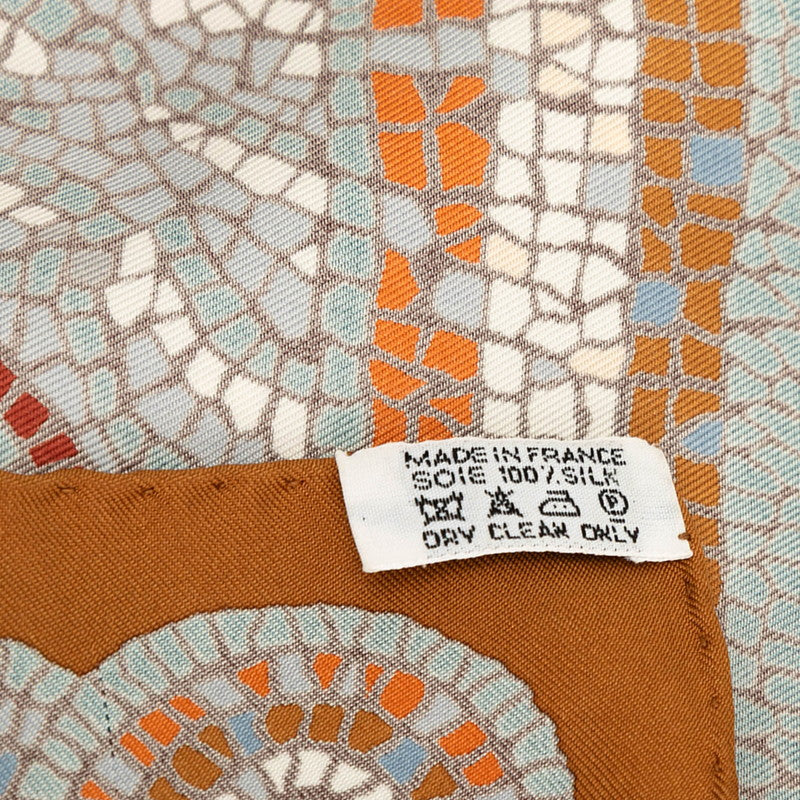 MADE IN FRANCE
SOIE 100% SILK
P
DRY CLEAN ONLY